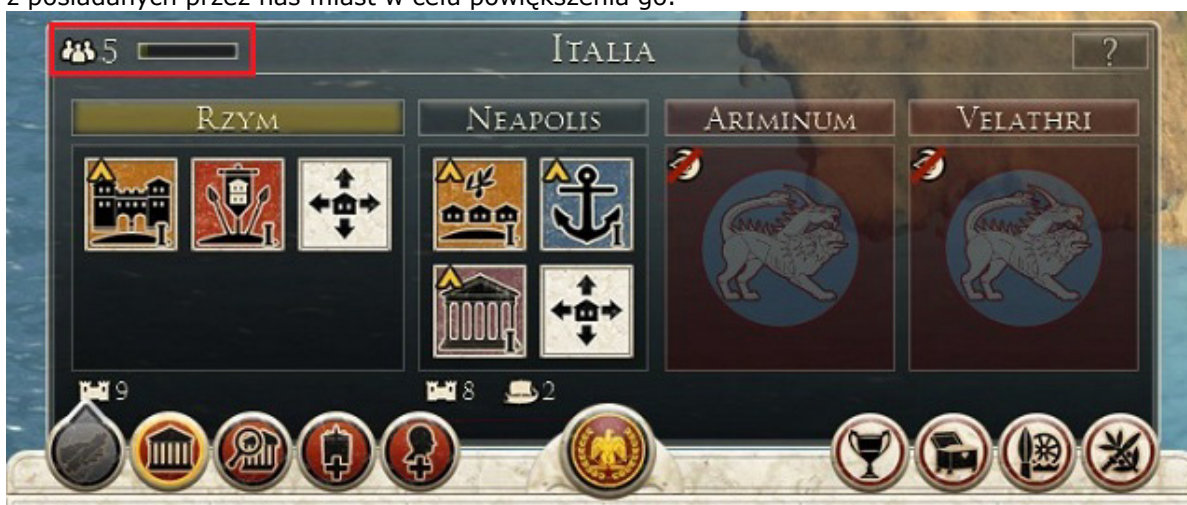 z posiadanych przez nas miast w celu powiększenia go.
5 ITALIA ?
RZYM NEAPOLIS ARIMINUM VELATHRI
I I I I
I
9 8 2